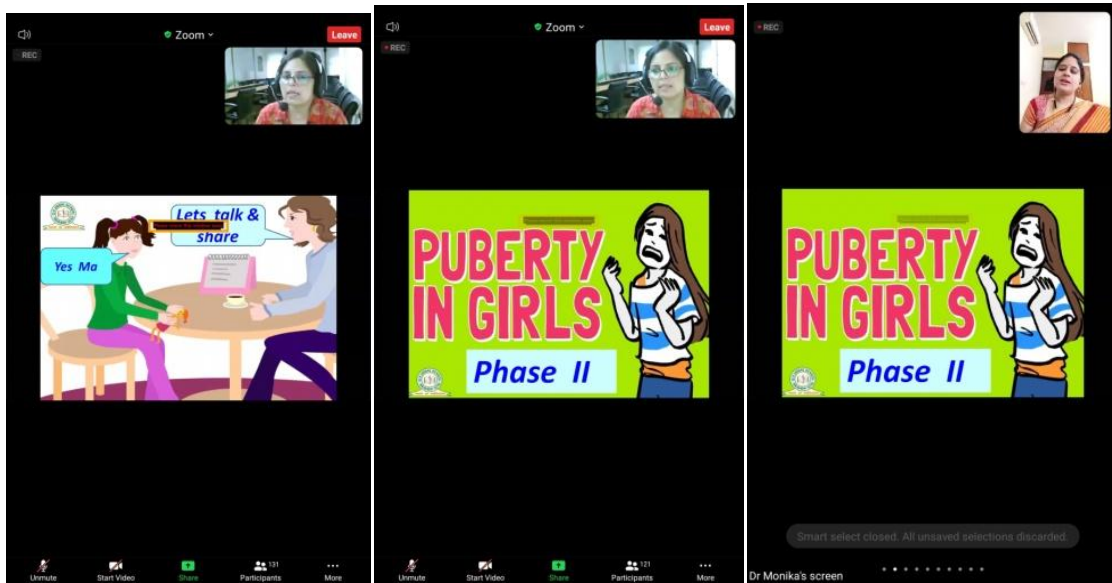 Zoom
Leave
REC
Lets talk &
share
Yes Ma
Unmute
Start Video
Share
131
Participants
More
Zoom
Leave
REC
PUBERTY
IN GIRLS
Phase II
Unmute
Start Video
Share
121
Participants
More
REC
PUBERTY
IN GIRLS
Phase II
Smart select closed. All unsaved selections discarded.
Dr Monika's screen